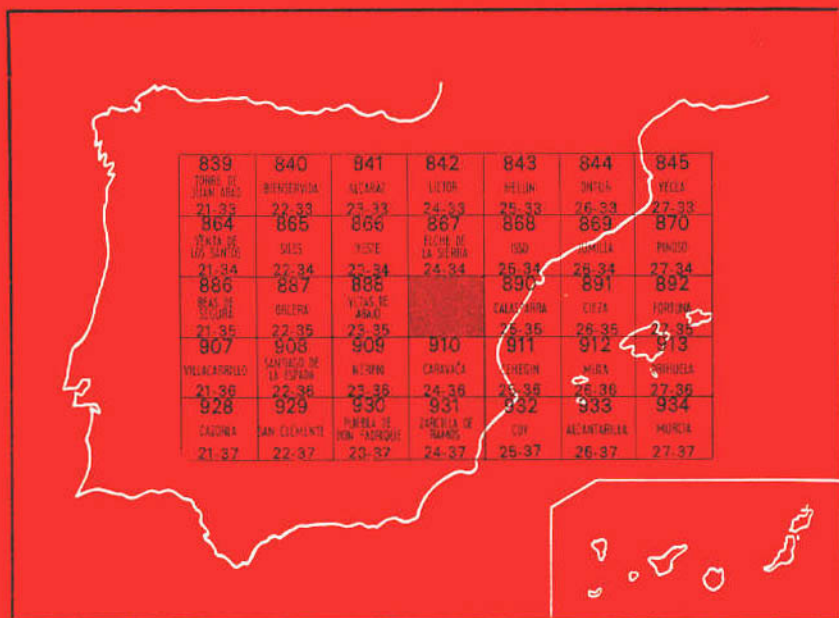 839 840 841 842 843 844 845
TORRE DE JUAN ABAD BIENSERVIDA ALCARAZ LIETOR HELLIN ONTUR YECLA
21-33 22-33 23-33 24-33 25-33 26-33 27-33
864 865 866 867 868 869 870
VENTA DE LOS SANTOS SILES YESTE ELCHE DE LA SIERRA ISSO JUMILLA PINOSO
21-34 22-34 23-34 24-34 25-34 26-34 27-34
886 887 888 890 891 892
BEAS DE SEGURA ORCERA YETAS DE ABAJO CALASPARRA CIEZA FORTUNA
21-35 22-35 23-35 25-35 26-35 27-35
907 908 909 910 911 912 913
VILLACARRILLO SANTIAGO DE LA ESPADA NERPIO CARAVACA CEHEGIN MULA ORIHUELA
21-36 22-36 23-36 24-36 25-36 26-36 27-36
928 929 930 931 932 933 934
CAZORLA SAN CLEMENTE PUEBLA DE DON FADRIQUE ZARCILLA DE RAMOS COY ALCANTARILLA MURCIA
21-37 22-37 23-37 24-37 25-37 26-37 27-37